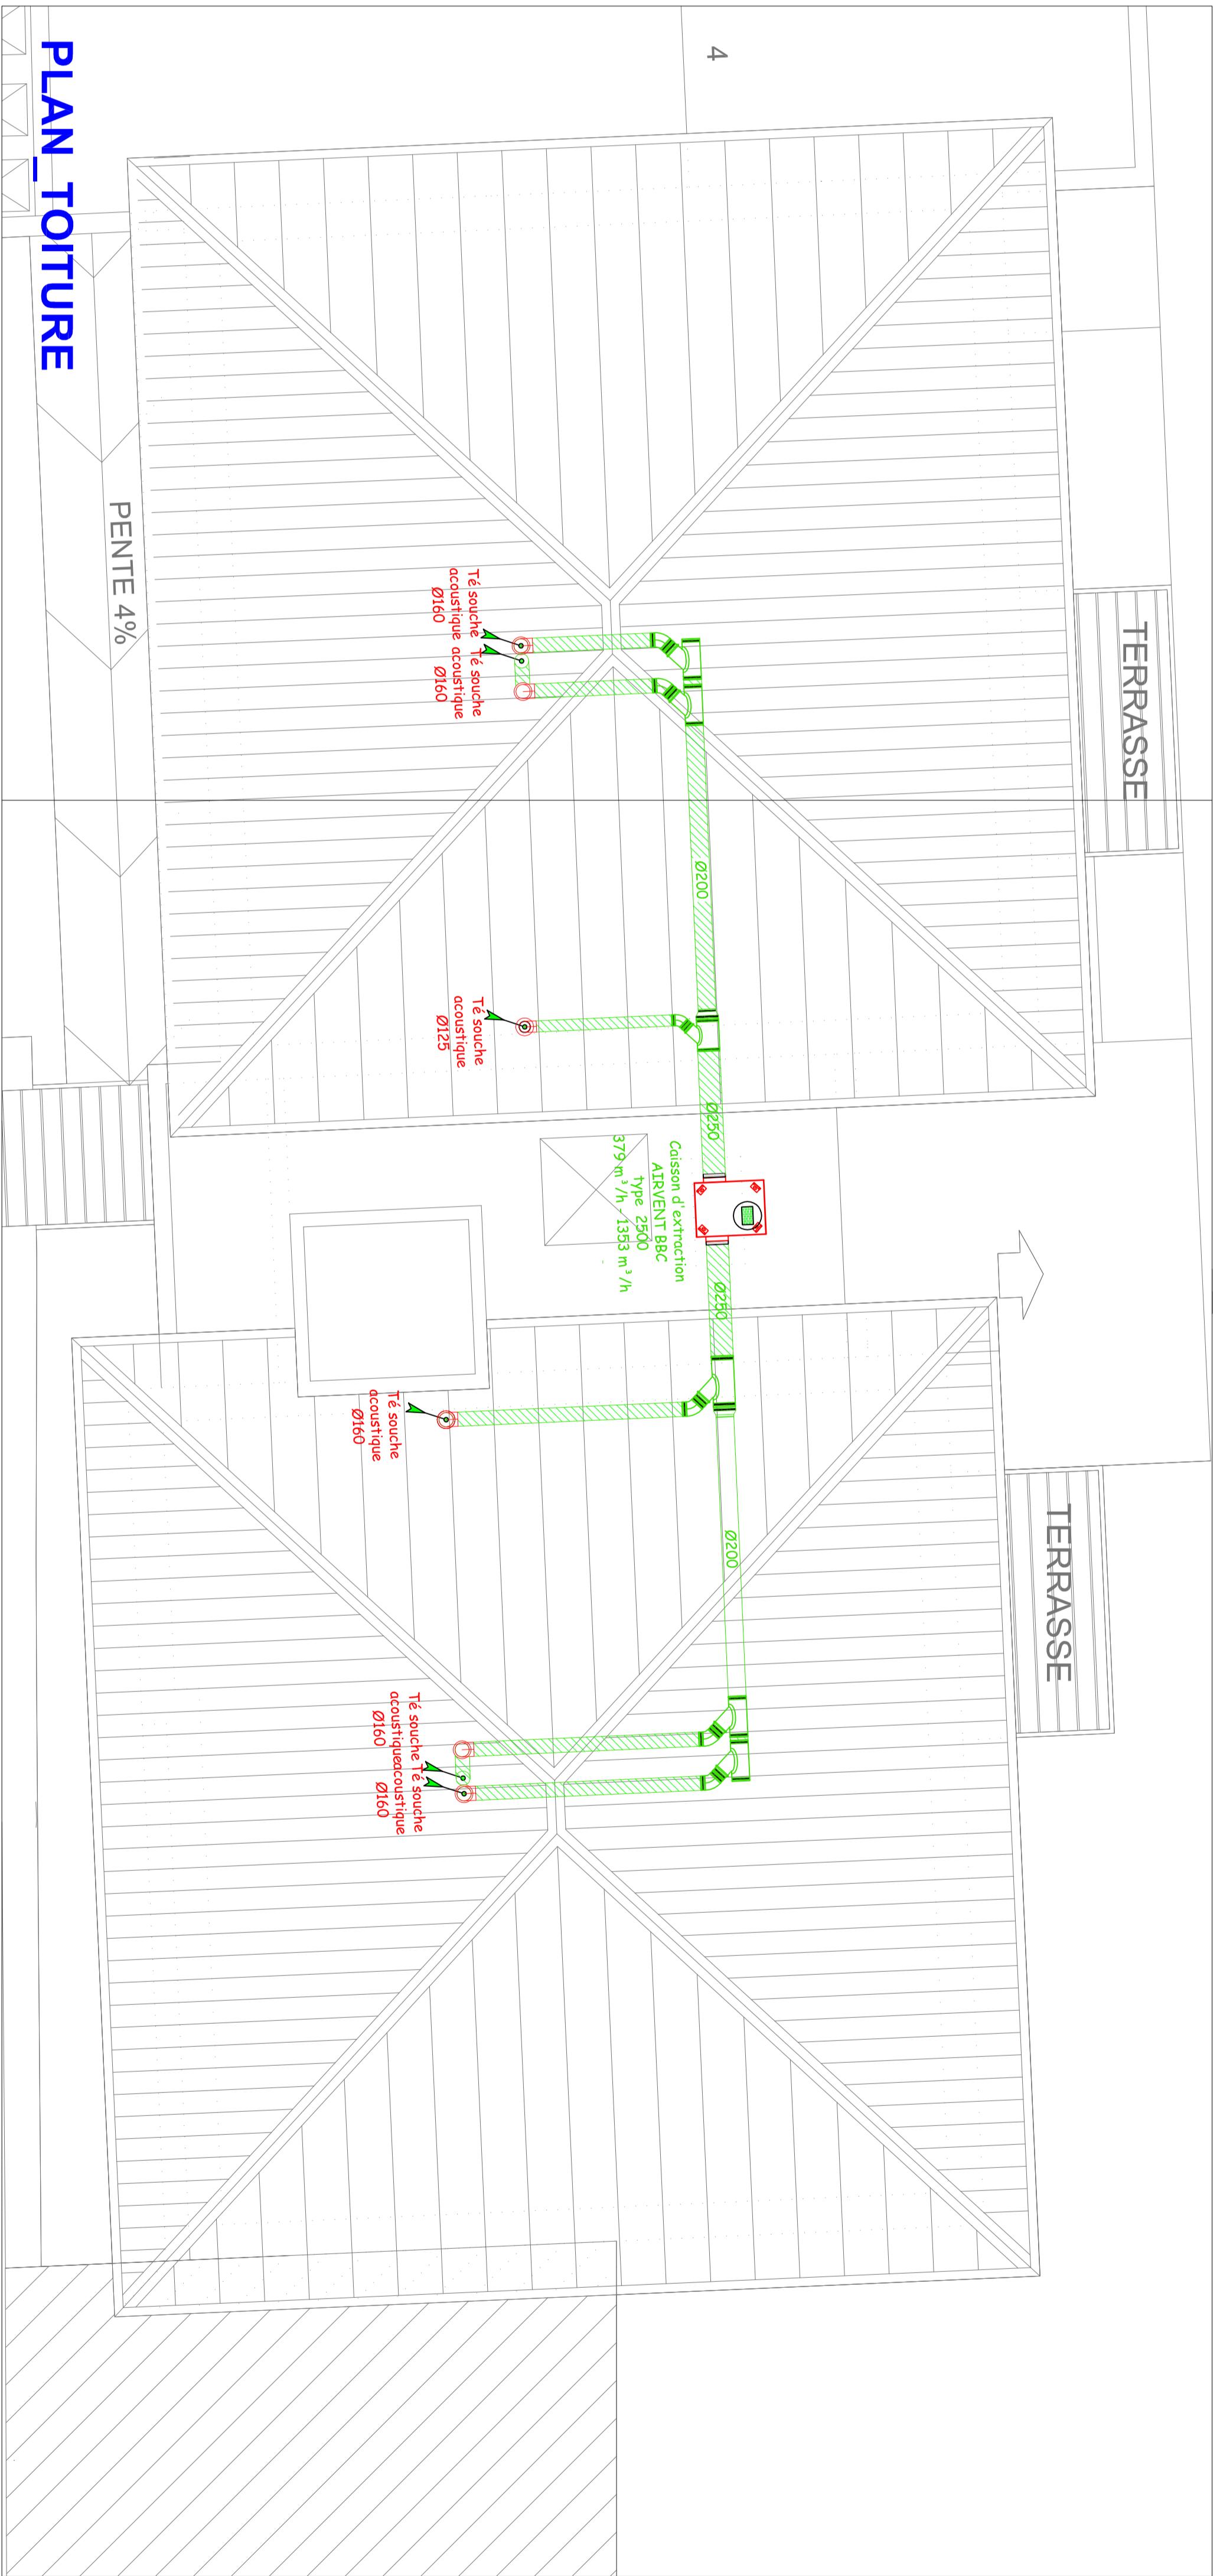 PLAN_TOITURE
4
PENTE 4%
TERRASSE
Té souche
acoustique
Ø160
Té souche
acoustique
Ø160
Ø200
Té souche
acoustique
Ø125
Ø250
Caisson d'extraction
AIRVENT BBC
type 2500
379 m³/h - 1353 m³/h
Ø250
Té souche
acoustique
Ø160
Ø200
TERRASSE
Té souche
acoustique
Ø160
Té souche
acoustique
Ø160